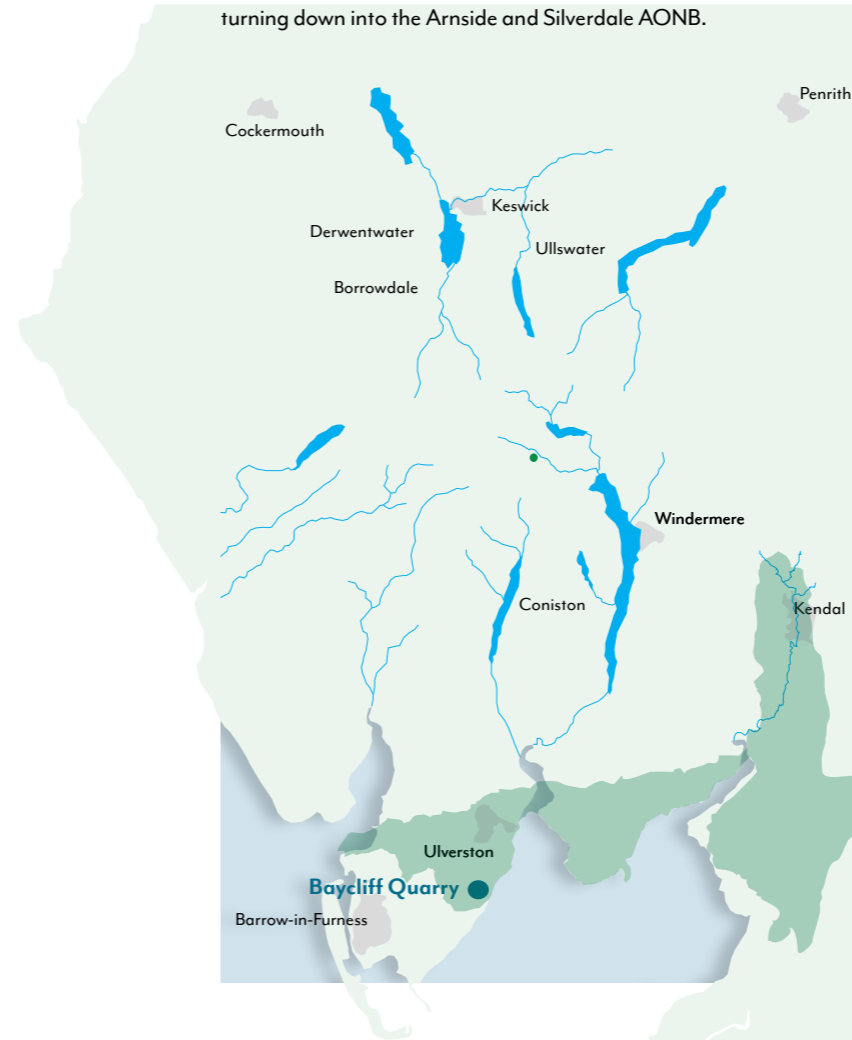 turning down into the Arnside and Silverdale AONB.
Penrith
Cockermouth
Keswick
Derwentwater
Ullswater
Borrowdale
Windermere
Coniston
Kendal
Ulverston
Baycliff Quarry
Barrow-in-Furness